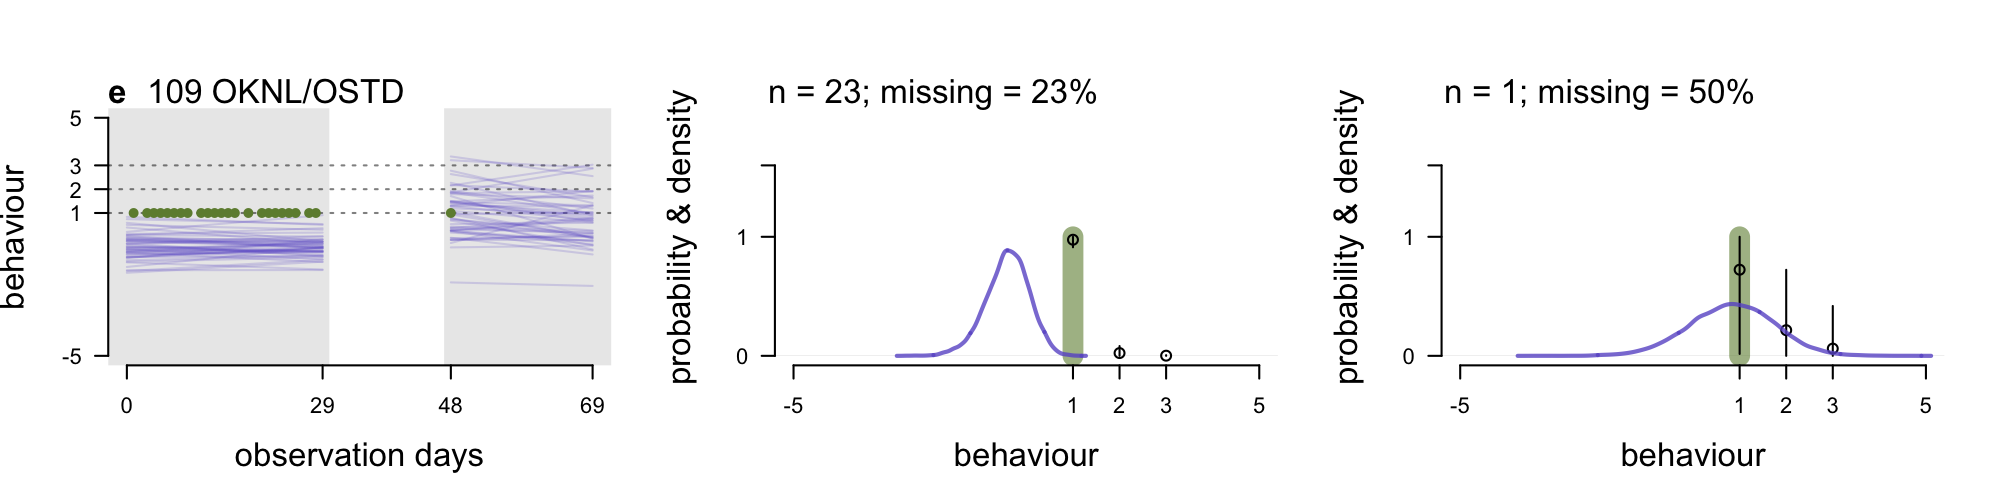 e 109 OKNL/OSTD
behaviour
5
3
2
1
-5
0 29 48 69
observation days
n = 23; missing = 23%
probability & density
1
0
-5 1 2 3 5
behaviour
n = 1; missing = 50%
probability & density
1
0
-5 1 2 3 5
behaviour